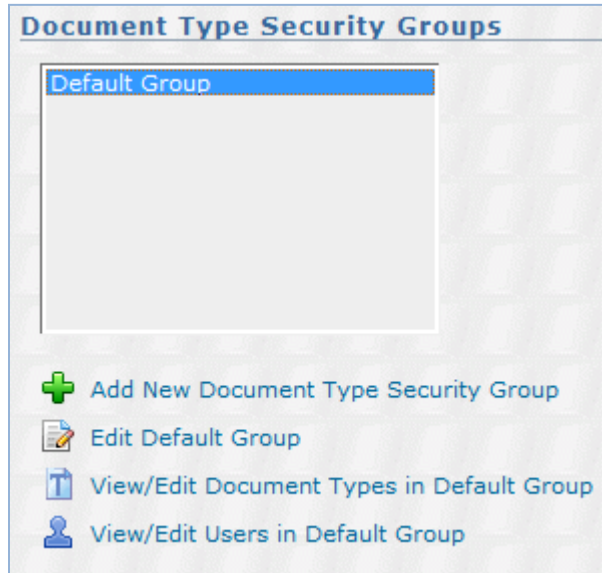 Document Type Security Groups
Default Group
Add New Document Type Security Group
Edit Default Group
T View/Edit Document Types in Default Group
View/Edit Users in Default Group